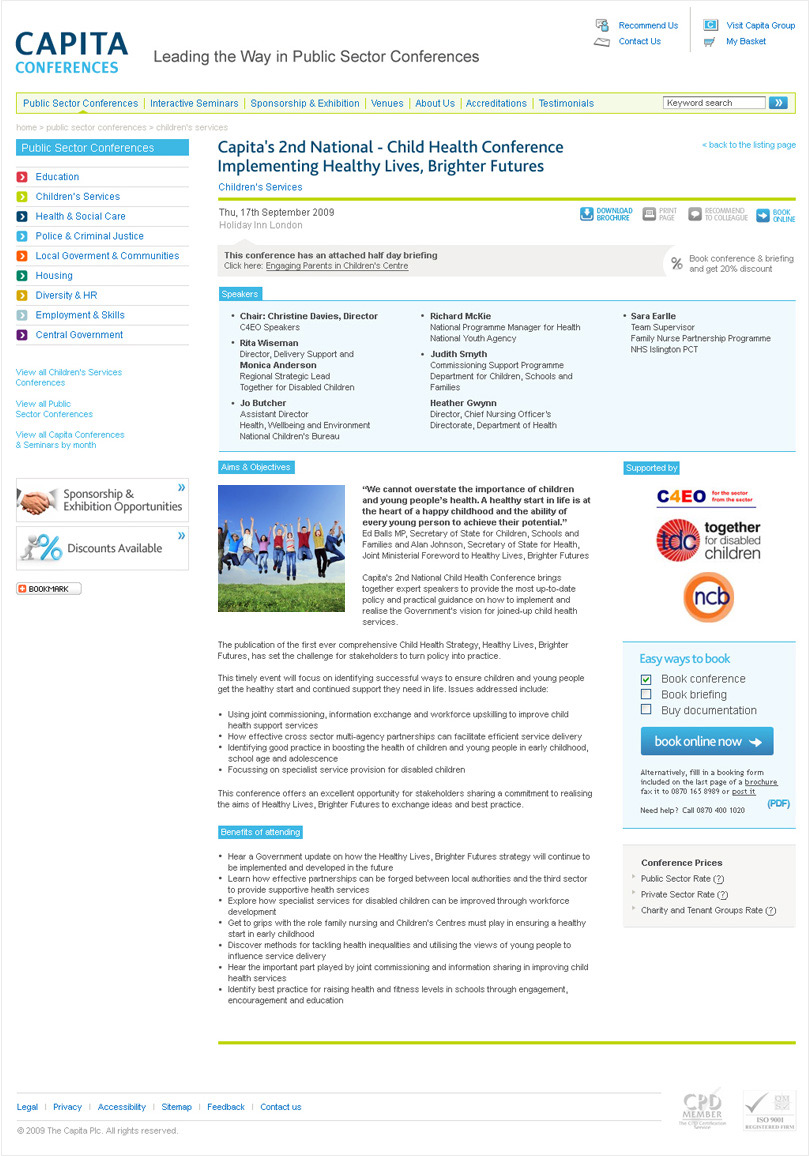 CAPITA
CONFERENCES
Leading the Way in Public Sector Conferences
Recommend Us
Contact Us
Visit Capita Group
My Basket
Public Sector Conferences | Interactive Seminars | Sponsorship & Exhibition | Venues | About Us | Accreditations | Testimonials
Keyword search
home > public sector conferences > children's services
Public Sector Conferences
Education
Children's Services
Health & Social Care
Police & Criminal Justice
Local Goverment & Communities
Housing
Diversity & HR
Employment & Skills
Central Government
View all Children's Services
Conferences
View all Public
Sector Conferences
View all Capita Conferences
& Seminars by month
Sponsorship &
Exhibition Opportunities
Discounts Available
BOOKMARK
Capita's 2nd National - Child Health Conference
Implementing Healthy Lives, Brighter Futures
< back to the listing page
Children's Services
Thu, 17th September 2009
Holiday Inn London
DOWNLOAD
BROCHURE
PRINT
PAGE
RECOMMEND
TO COLLEAGUE
BOOK
ONLINE
This conference has an attached half day briefing
Click here: Engaging Parents in Children's Centre
% Book conference & briefing
and get 20% discount
Speakers
• Chair: Christine Davies, Director
C4EO Speakers
• Rita Wiseman
Director, Delivery Support and
Monica Anderson
Regional Strategic Lead
Together for Disabled Children
• Jo Butcher
Assistant Director
Health, Wellbeing and Environment
National Children's Bureau
• Richard McKie
National Programme Manager for Health
National Youth Agency
• Judith Smyth
Commissioning Support Programme
Department for Children, Schools and
Families
Heather Gwynn
Director, Chief Nursing Officer's
Directorate, Department of Health
• Sara Earlle
Team Supervisor
Family Nurse Partnership Programme
NHS Islington PCT
Aims & Objectives
“We cannot overstate the importance of children
and young people's health. A healthy start in life is at
the heart of a happy childhood and the ability of
every young person to achieve their potential.”
Ed Balls MP, Secretary of State for Children, Schools and
Families and Alan Johnson, Secretary of State for Health,
Joint Ministerial Foreword to Healthy Lives, Brighter Futures
Capita's 2nd National Child Health Conference brings
together expert speakers to provide the most up-to-date
policy and practical guidance on how to implement and
realise the Government's vision for joined-up child health
services.
The publication of the first ever comprehensive Child Health Strategy, Healthy Lives, Brighter
Futures, has set the challenge for stakeholders to turn policy into practice.
This timely event will focus on identifying successful ways to ensure children and young people
get the healthy start and continued support they need in life. Issues addressed include:
• Using joint commissioning, information exchange and workforce upskilling to improve child
health support services
• How effective cross sector multi-agency partnerships can facilitate efficient service delivery
• Identifying good practice in boosting the health of children and young people in early childhood,
school age and adolescence
• Focussing on specialist service provision for disabled children
This conference offers an excellent opportunity for stakeholders sharing a commitment to realising
the aims of Healthy Lives, Brighter Futures to exchange ideas and best practice.
Benefits of attending
• Hear a Government update on how the Healthy Lives, Brighter Futures strategy will continue to
be implemented and developed in the future
• Learn how effective partnerships can be forged between local authorities and the third sector
to provide supportive health services
• Explore how specialist services for disabled children can be improved through workforce
development
• Get to grips with the role family nursing and Children's Centres must play in ensuring a healthy
start in early childhood
• Discover methods for tackling health inequalities and utilising the views of young people to
influence service delivery
• Hear the important part played by joint commissioning and information sharing in improving child
health services
• Identify best practice for raising health and fitness levels in schools through engagement,
encouragement and education
Supported by
C4EO for the sector
from the sector
tdc together
for disabled
children
ncb
Easy ways to book
Book conference
Book briefing
Buy documentation
book online now
Alternatively, filll in a booking form
included on the last page of a brochure
fax it to 0870 165 8989 or post it
(PDF)
Need help? Call 0870 400 1020
Conference Prices
Public Sector Rate (?)
Private Sector Rate (?)
Charity and Tenant Groups Rate (?)
Legal | Privacy | Accessibility | Sitemap | Feedback | Contact us
© 2009 The Capita Plc. All rights reserved.
CPD
MEMBER
The CPD Certification
Service
ISO 9001
REGISTERED FIRM